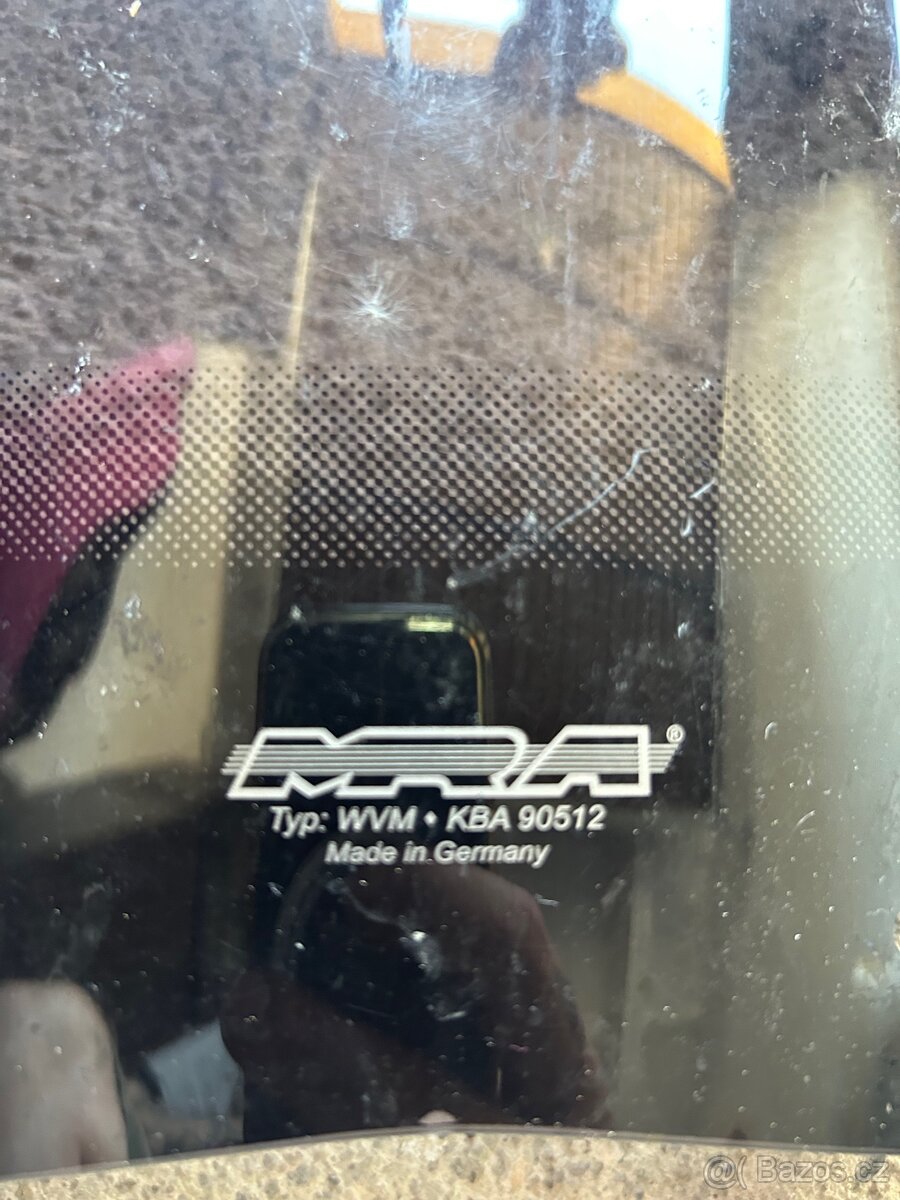 MRA®
Typ: WVM • KBA 90512
Made in Germany
@( Bazos.cz